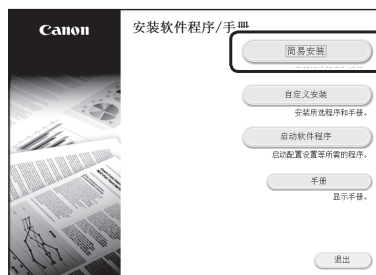 Canon
安装软件程序/手册
简易安装
自定义安装
安装所选程序和手册。
启动软件程序
启动配置设置等所需的程序。
手册
显示手册。
退出